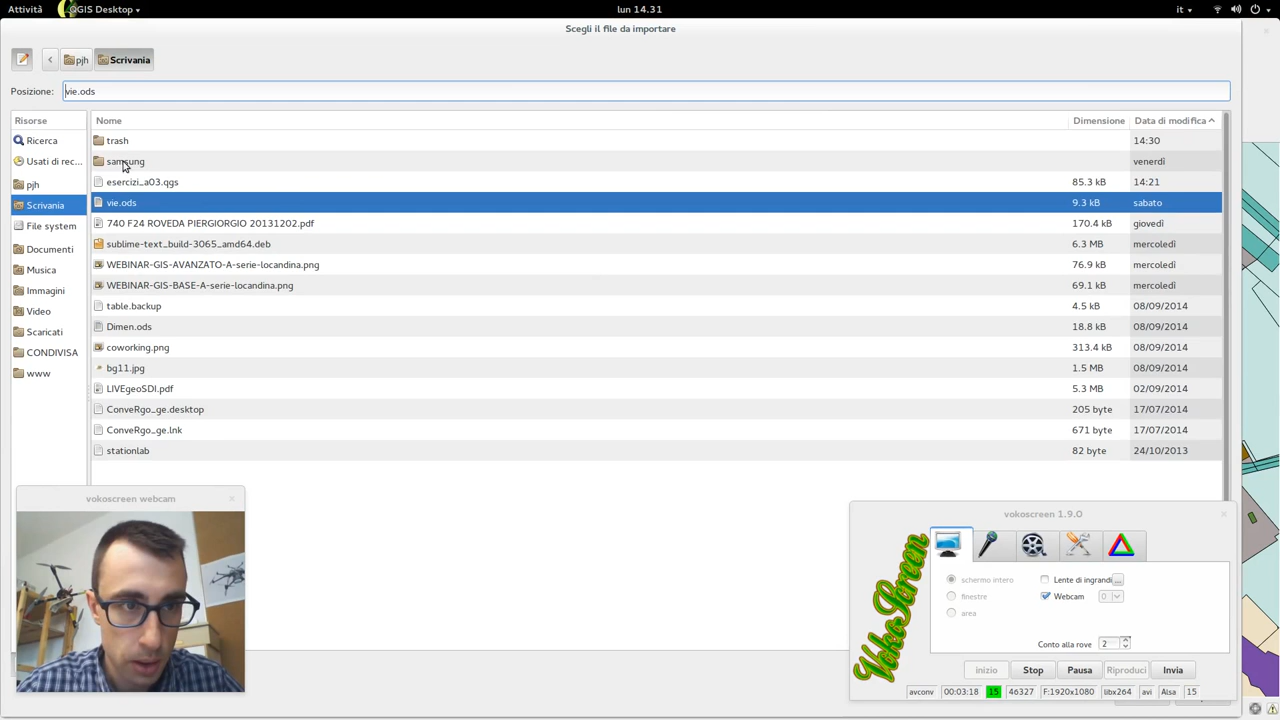 Attività QGIS Desktop lun 14.31 it
Scegli il file da importare
pjh Scrivania
Posizione: vie.ods
Risorse Nome Dimensione Data di modifica
Ricerca
Usati di rec...
pjh
Scrivania
File system
Documenti
Musica
Immagini
Video
Scaricati
CONDIVISA
www
trash 14:30
samsung venerdì
esercizi_a03.qgs 85.3 kB 14:21
vie.ods 9.3 kB sabato
740 F24 ROVEDA PIERGIORGIO 20131202.pdf 170.4 kB giovedì
sublime-text_build-3065_amd64.deb 6.3 MB mercoledì
WEBINAR-GIS-AVANZATO-A-serie-locandina.png 76.9 kB mercoledì
WEBINAR-GIS-BASE-A-serie-locandina.png 69.1 kB mercoledì
table.backup 4.5 kB 08/09/2014
Dimen.ods 18.8 kB 08/09/2014
coworking.png 313.4 kB 08/09/2014
bg11.jpg 1.5 MB 08/09/2014
LIVEgeoSDI.pdf 5.3 MB 02/09/2014
ConveRgo_ge.desktop 205 byte 17/07/2014
ConveRgo_ge.lnk 671 byte 17/07/2014
stationlab 82 byte 24/10/2013
vokoscreen webcam
vokoscreen 1.9.0
VokoScreen
schermo intero Lente di ingrandi ...
finestre Webcam 0
area
Conto alla rove 2
inizio Stop Pausa Riproduci Invia
avconv 00:03:18 15 46327 F:1920x1080 libx264 avi Alsa 15